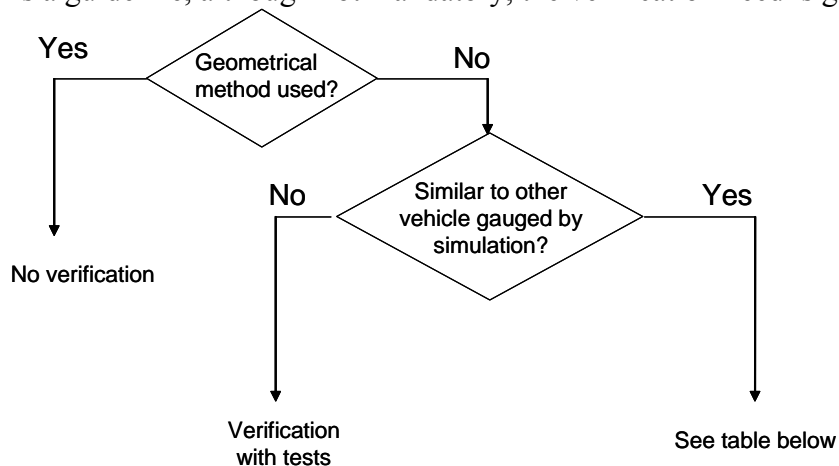 Yes
Geometrical
method used?
No
No
Similar to other
vehicle gauged by
simulation?
Yes
No verification
Verification
with tests
See table below